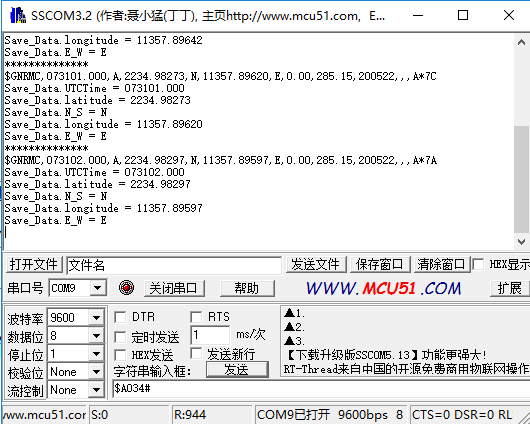 SSCOM3.2 (作者:聂小猛(丁丁), 主页http://www.mcu51.com, E...
Save_Data.longitude = 11357.89642
Save_Data.E_W = E
**************
$GNRMC,073101.000,A,2234.98273,N,11357.89620,E,0.00,285.15,200522,,,A*7C
Save_Data.UTCTime = 073101.000
Save_Data.latitude = 2234.98273
Save_Data.N_S = N
Save_Data.longitude = 11357.89620
Save_Data.E_W = E
**************
$GNRMC,073102.000,A,2234.98297,N,11357.89597,E,0.00,285.15,200522,,,A*7A
Save_Data.UTCTime = 073102.000
Save_Data.latitude = 2234.98297
Save_Data.N_S = N
Save_Data.longitude = 11357.89597
Save_Data.E_W = E
打开文件 文件名 发送文件 保存窗口 清除窗口 HEX显示
串口号 COM9 关闭串口 帮助 WWW.MCU51.COM 扩展
波特率 9600 DTR RTS
数据位 8 定时发送 1 ms/次
停止位 1 HEX发送 发送新行
校验位 None 字符串输入框: 发送
流控制 None $A034#
▲1.
▲2.
▲3.
【下载升级版SSCOM5.13】功能更强大!
RT-Thread来自中国的开源免费商用物联网操作
www.mcu51.cor S:0 R:944 COM9已打开 9600bps 8 CTS=0 DSR=0 RL